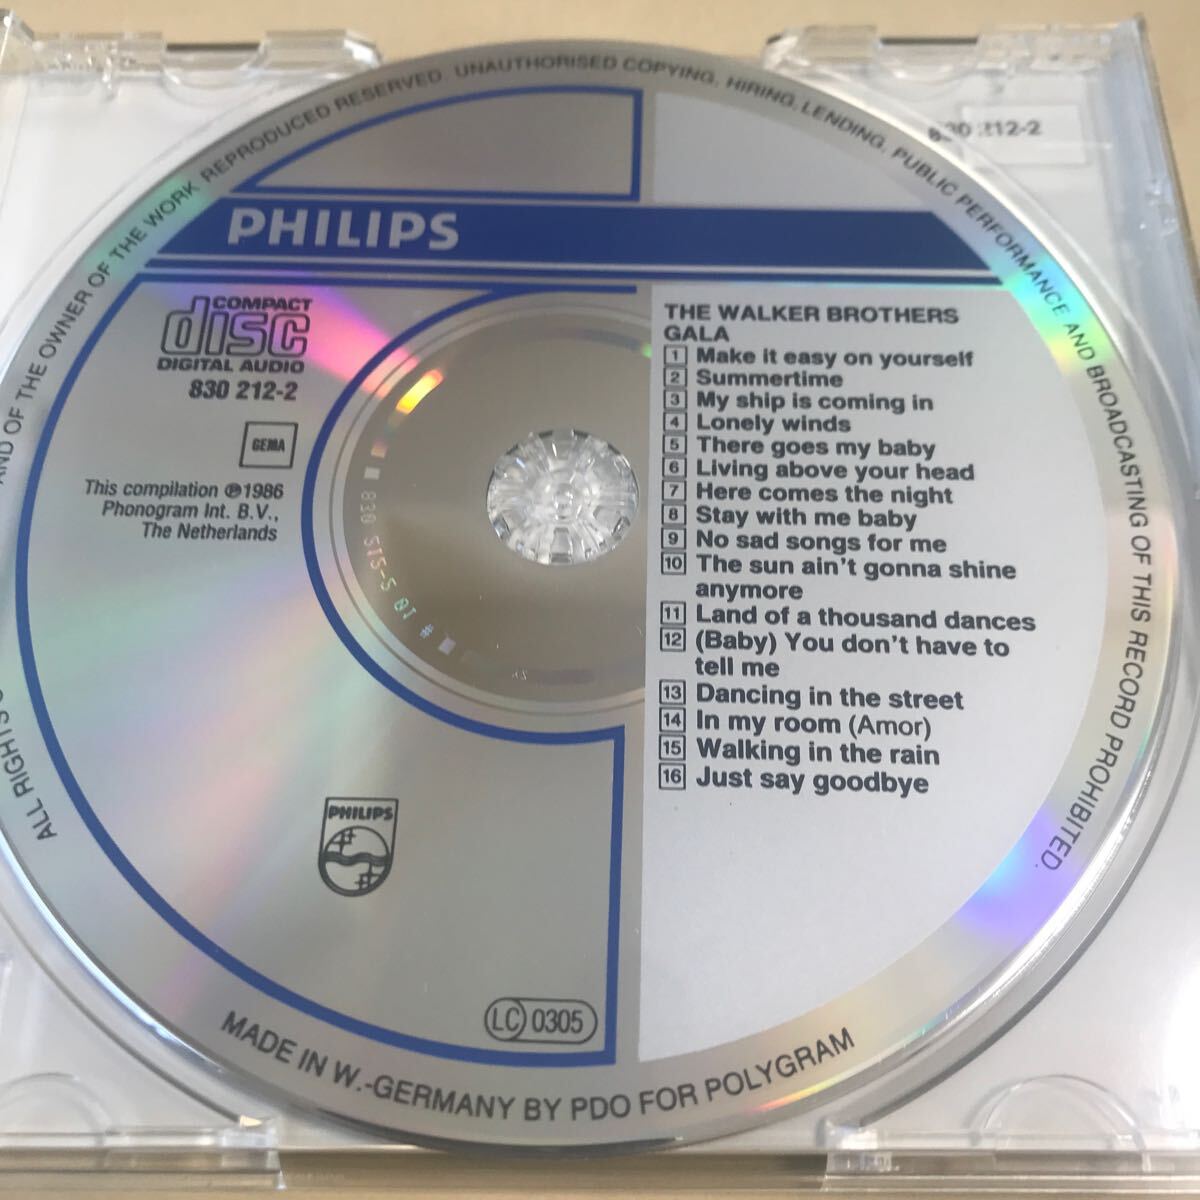 ALL RIGHTS O
AND OF THE OWNER OF THE WORK REPRODUCED RESERVED. UNAUTHORISED COPYING, HIRING, LENDING, PUBLIC PERFORMANCE AND BROADCASTING OF THIS RECORD PROHIBITED.
830 212-2
PHILIPS
COMPACT
disc
DIGITAL AUDIO
830 212-2
GEMA
This compilation ℗1986
Phonogram Int. B.V.,
The Netherlands
THE WALKER BROTHERS
GALA
1 Make it easy on yourself
2 Summertime
3 My ship is coming in
4 Lonely winds
5 There goes my baby
6 Living above your head
7 Here comes the night
8 Stay with me baby
9 No sad songs for me
10 The sun ain't gonna shine
anymore
11 Land of a thousand dances
12 (Baby) You don't have to
tell me
13 Dancing in the street
14 In my room (Amor)
15 Walking in the rain
16 Just say goodbye
PHILIPS
LC 0305
MADE IN W.-GERMANY BY PDO FOR POLYGRAM